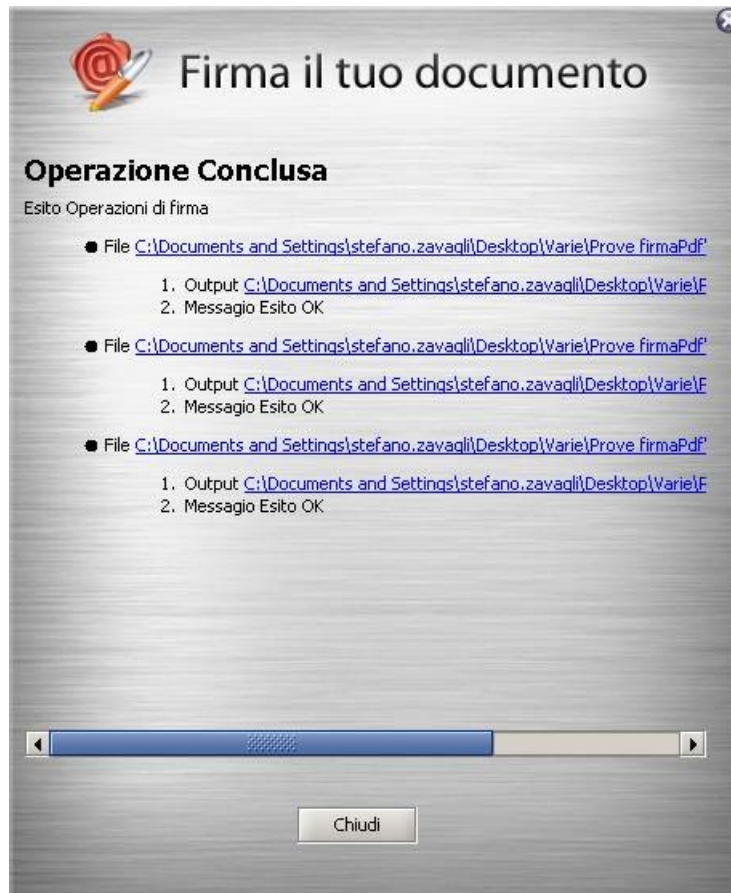 Firma il tuo documento
Operazione Conclusa
Esito Operazioni di firma
● File C:\Documents and Settings\stefano.zavagli\Desktop\Varie\Prove firmaPdf'
1. Output C:\Documents and Settings\stefano.zavagli\Desktop\Varie\F
2. Messagio Esito OK
● File C:\Documents and Settings\stefano.zavagli\Desktop\Varie\Prove firmaPdf'
1. Output C:\Documents and Settings\stefano.zavagli\Desktop\Varie\F
2. Messagio Esito OK
● File C:\Documents and Settings\stefano.zavagli\Desktop\Varie\Prove firmaPdf'
1. Output C:\Documents and Settings\stefano.zavagli\Desktop\Varie\F
2. Messagio Esito OK
Chiudi